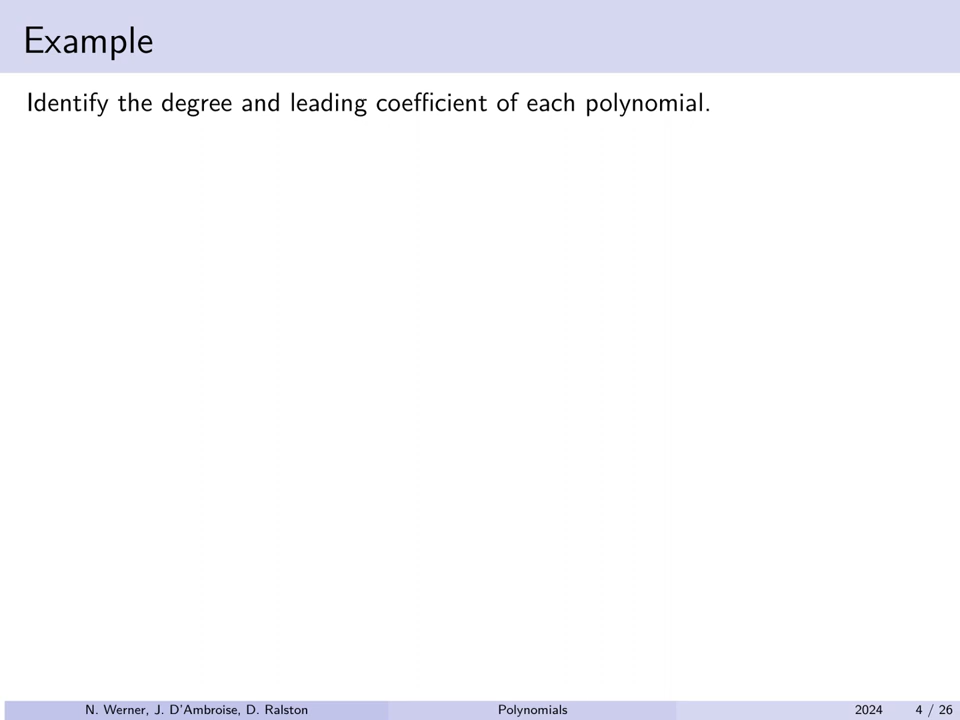 Example
Identify the degree and leading coefficient of each polynomial.
N. Werner, J. D'Ambroise, D. Ralston
Polynomials
2024
4 / 26